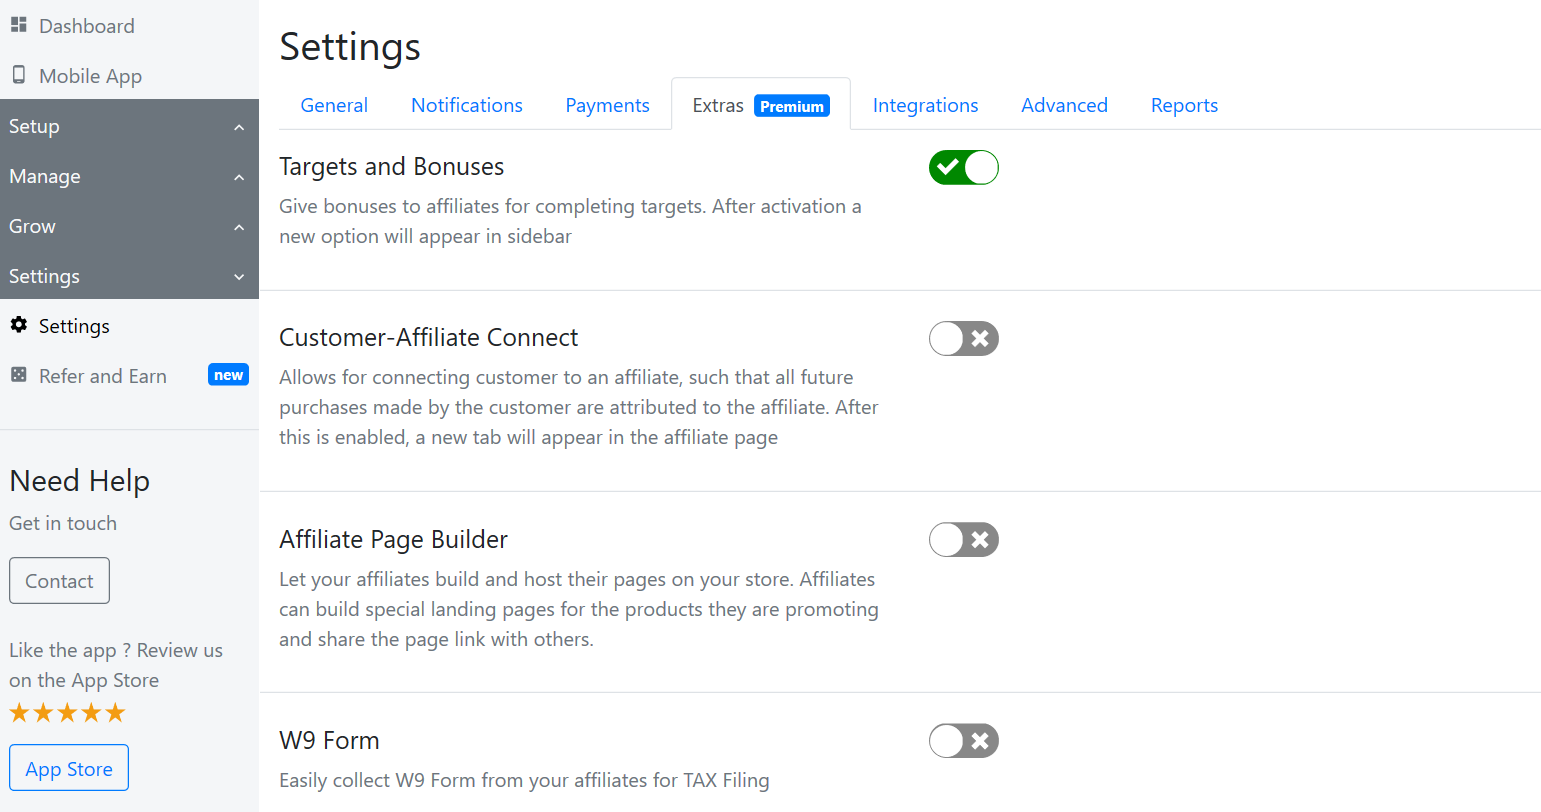 Dashboard
Mobile App
Setup
Manage
Grow
Settings
Settings
Refer and Earn new
Need Help
Get in touch
Contact
Like the app ? Review us
on the App Store
App Store
Settings
General Notifications Payments Extras Premium Integrations Advanced Reports
Targets and Bonuses
Give bonuses to affiliates for completing targets. After activation a
new option will appear in sidebar
Customer-Affiliate Connect
Allows for connecting customer to an affiliate, such that all future
purchases made by the customer are attributed to the affiliate. After
this is enabled, a new tab will appear in the affiliate page
Affiliate Page Builder
Let your affiliates build and host their pages on your store. Affiliates
can build special landing pages for the products they are promoting
and share the page link with others.
W9 Form
Easily collect W9 Form from your affiliates for TAX Filing